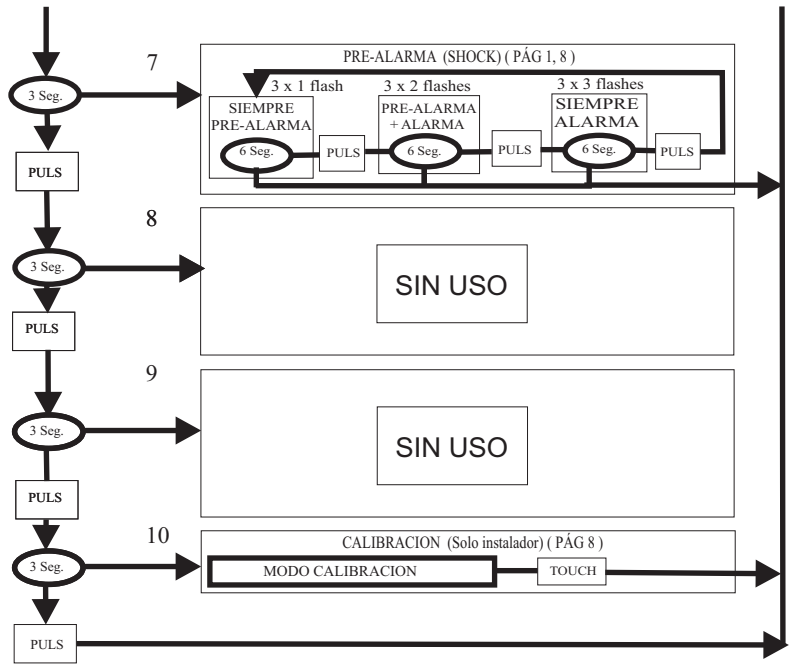 7
PRE-ALARMA (SHOCK) ( PÁG 1, 8 )
3 Seg.
3 x 1 flash
3 x 2 flashes
3 x 3 flashes
SIEMPRE
PRE-ALARMA
PRE-ALARMA
+ ALARMA
SIEMPRE
ALARMA
6 Seg.
PULS
6 Seg.
PULS
6 Seg.
PULS
PULS
8
3 Seg.
SIN USO
PULS
9
3 Seg.
SIN USO
PULS
10
CALIBRACION (Solo instalador) ( PÁG 8 )
3 Seg.
MODO CALIBRACION
TOUCH
PULS